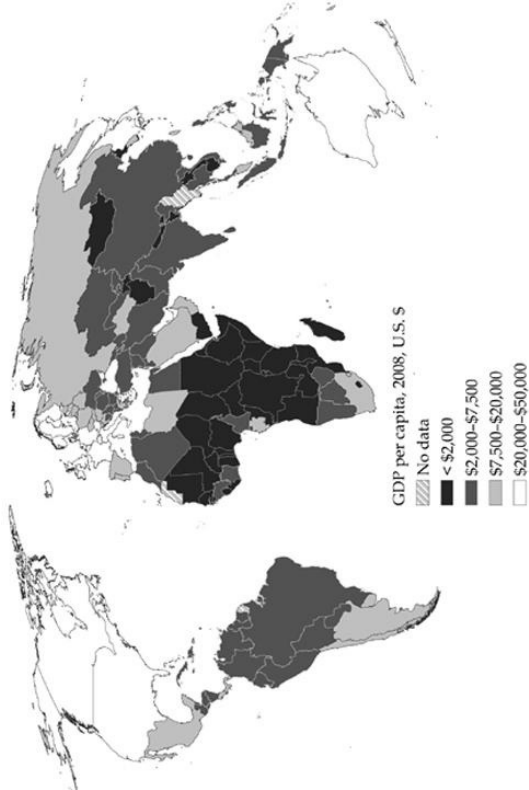 GDP per capita, 2008, U.S. $
No data
< $2,000
$2,000–$7,500
$7,500–$20,000
$20,000–$50,000